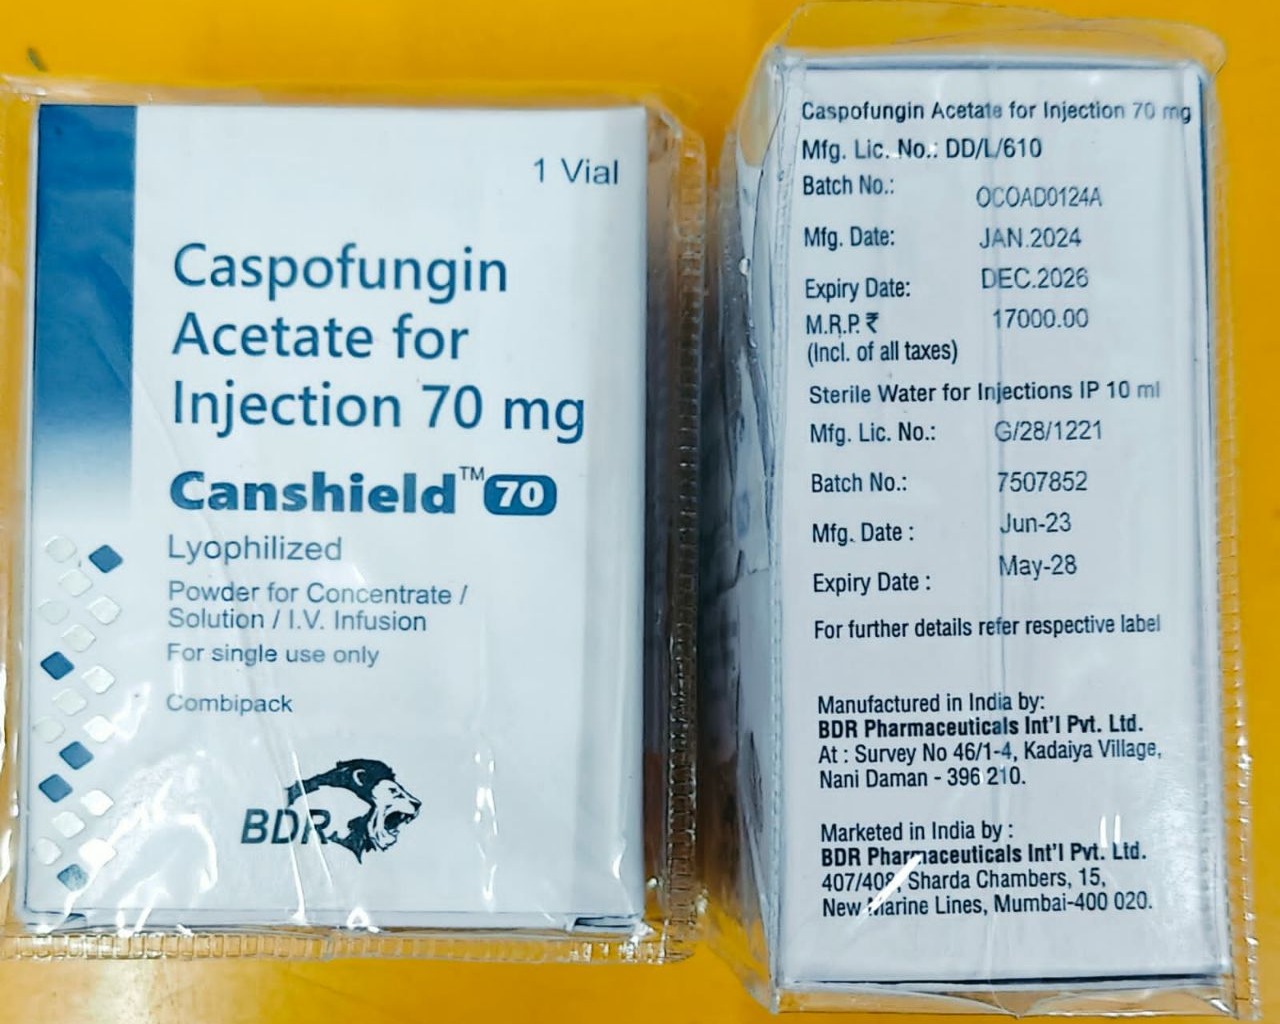 1 Vial
Caspofungin
Acetate for
Injection 70 mg
Canshield™ 70
Lyophilized
Powder for Concentrate /
Solution / I.V. Infusion
For single use only
Combipack
BDR
Caspofungin Acetate for Injection 70 mg
Mfg. Lic. No.: DD/L/610
Batch No.: OCOAD0124A
Mfg. Date: JAN.2024
Expiry Date: DEC.2026
M.R.P. ₹ 17000.00
(Incl. of all taxes)
Sterile Water for Injections IP 10 ml
Mfg. Lic. No.: G/28/1221
Batch No.: 7507852
Mfg. Date : Jun-23
Expiry Date : May-28
For further details refer respective label
Manufactured in India by:
BDR Pharmaceuticals Int'l Pvt. Ltd.
At : Survey No 46/1-4, Kadaiya Village,
Nani Daman - 396 210.
Marketed in India by :
BDR Pharmaceuticals Int'l Pvt. Ltd.
407/408, Sharda Chambers, 15,
New Marine Lines, Mumbai-400 020.